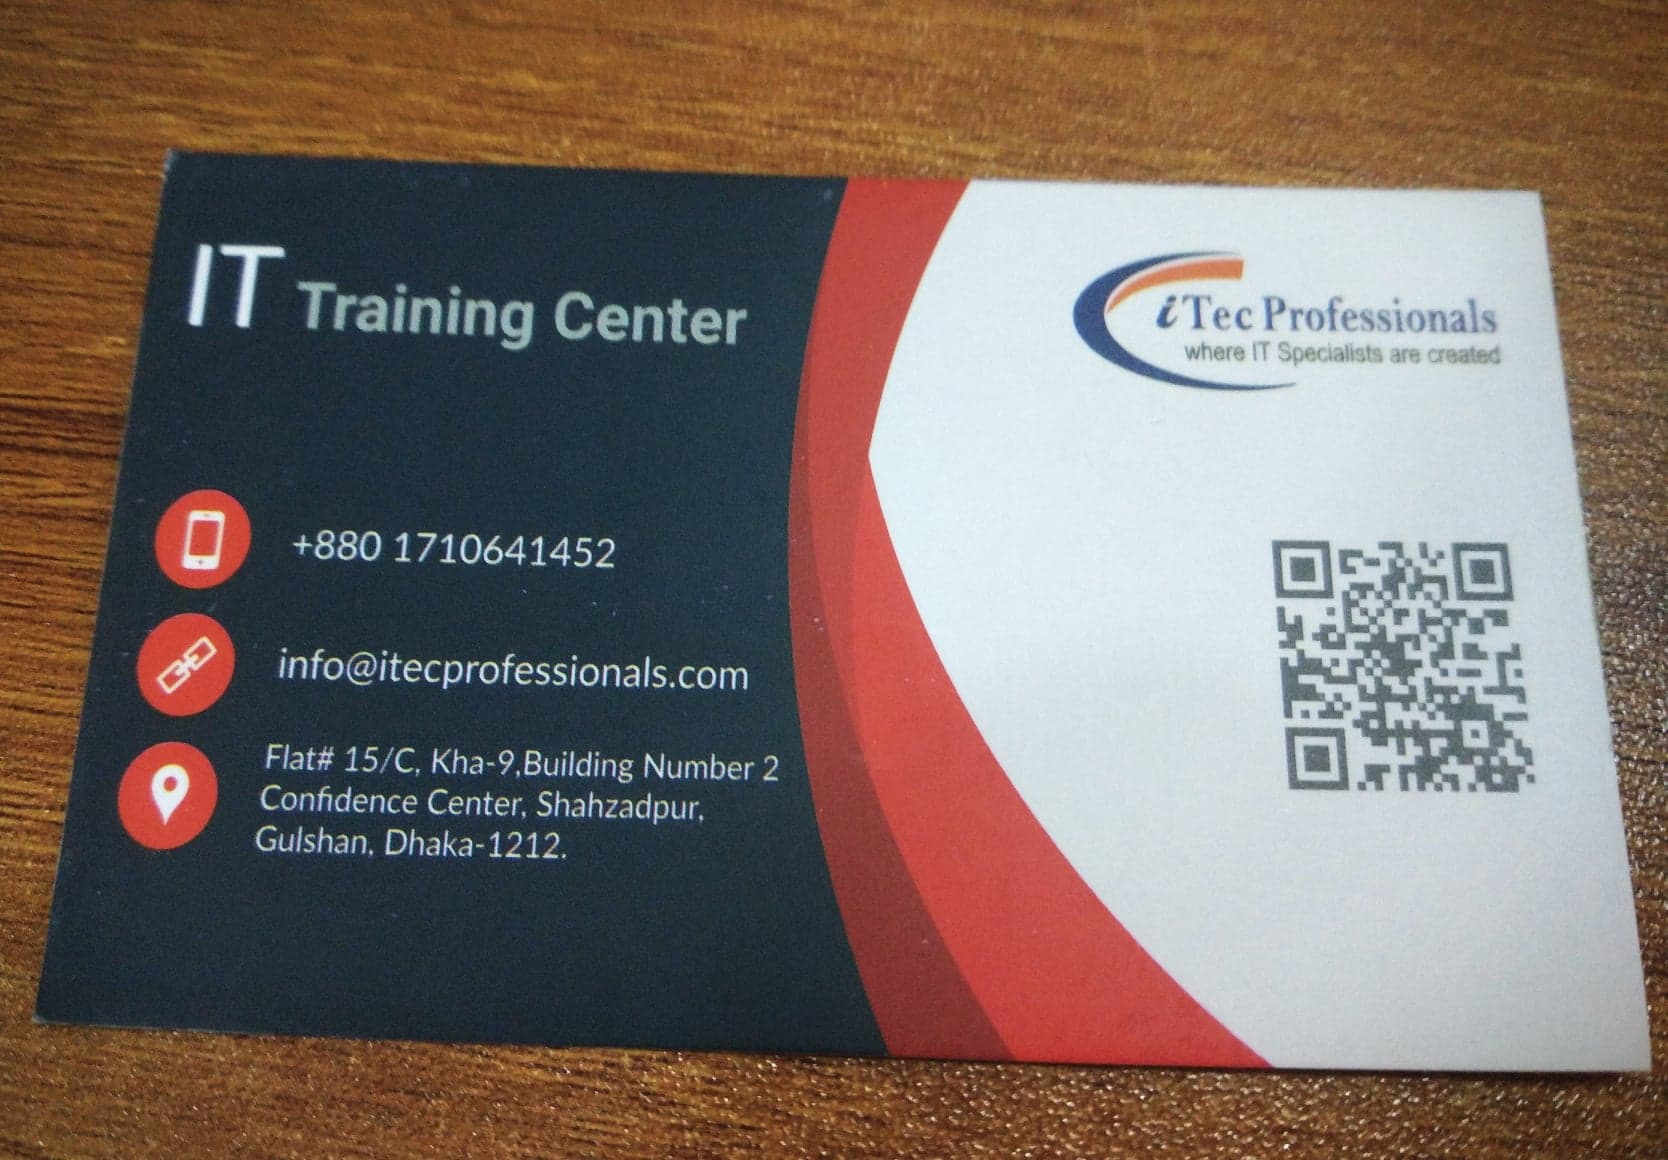 IT Training Center
+880 1710641452
info@itecprofessionals.com
Flat# 15/C, Kha-9,Building Number 2
Confidence Center, Shahzadpur,
Gulshan, Dhaka-1212.
iTec Professionals
where IT Specialists are created